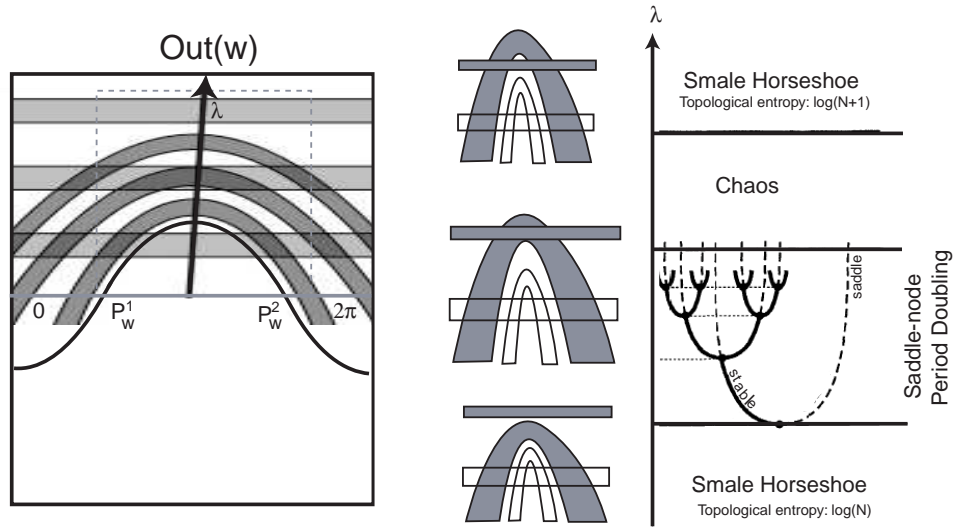 Out(w)
λ
0
P_w^1
P_w^2
2π
λ
Smale Horseshoe
Topological entropy: log(N+1)
Chaos
saddle
stable
Saddle-node
Period Doubling
Smale Horseshoe
Topological entropy: log(N)